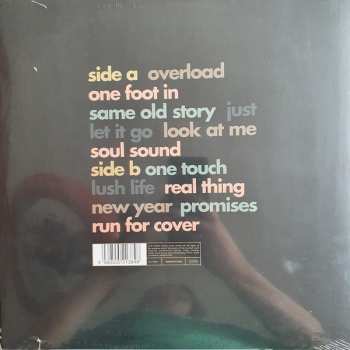 side a overload
one foot in
same old story just
let it go look at me
soul sound
side b one touch
lush life real thing
new year promises
run for cover